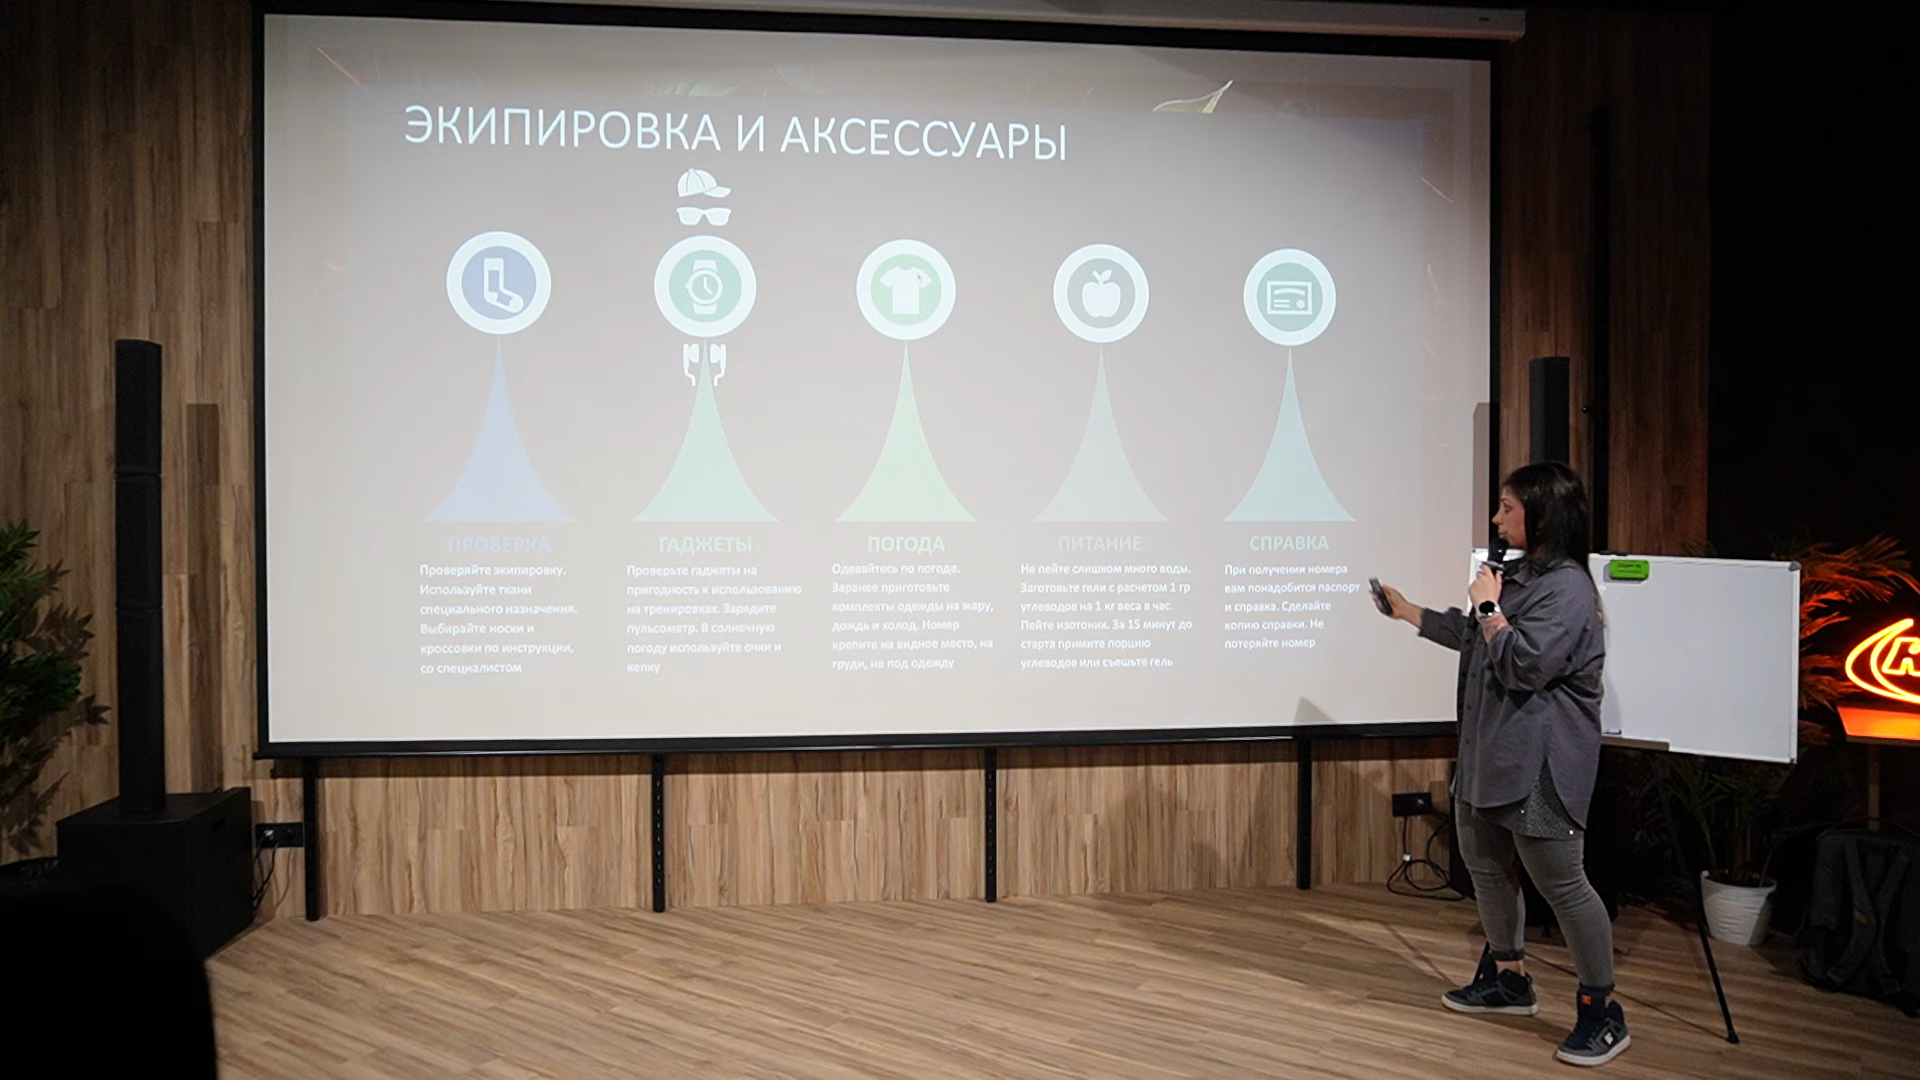 ЭКИПИРОВКА И АКСЕССУАРЫ
ПРОВЕРКА
Проверяйте экипировку.
Используйте ткани
специального назначения.
Выбирайте носки и
кроссовки по инструкции,
со специалистом
ГАДЖЕТЫ
Проверьте гаджеты на
пригодность к использованию
на тренировках. Зарядите
пульсометр. В солнечную
погоду используйте очки и
кепку
ПОГОДА
Одевайтесь по погоде.
Заранее приготовьте
комплекты одежды на жару,
дождь и холод. Номер
крепите на видное место, на
груди, не под одежду
ПИТАНИЕ
Не пейте слишком много воды.
Заготовьте гели с расчетом 1 гр
углеводов на 1 кг веса в час.
Пейте изотоник. За 15 минут до
старта примите порцию
углеводов или съешьте гель
СПРАВКА
При получении номера
вам понадобится паспорт
и справка. Сделайте
копию справки. Не
потеряйте номер